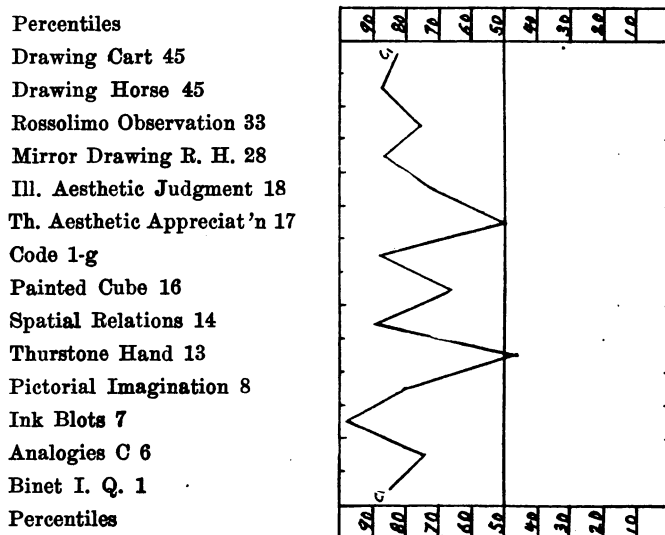 Percentiles 90 80 70 60 50 40 30 20 10
Drawing Cart 45 C1
Drawing Horse 45
Rossolimo Observation 33
Mirror Drawing R. H. 28
Ill. Aesthetic Judgment 18
Th. Aesthetic Appreciat'n 17
Code 1-g
Painted Cube 16
Spatial Relations 14
Thurstone Hand 13
Pictorial Imagination 8
Ink Blots 7
Analogies C 6
Binet I. Q. 1 C1
Percentiles 90 80 70 60 50 40 30 20 10